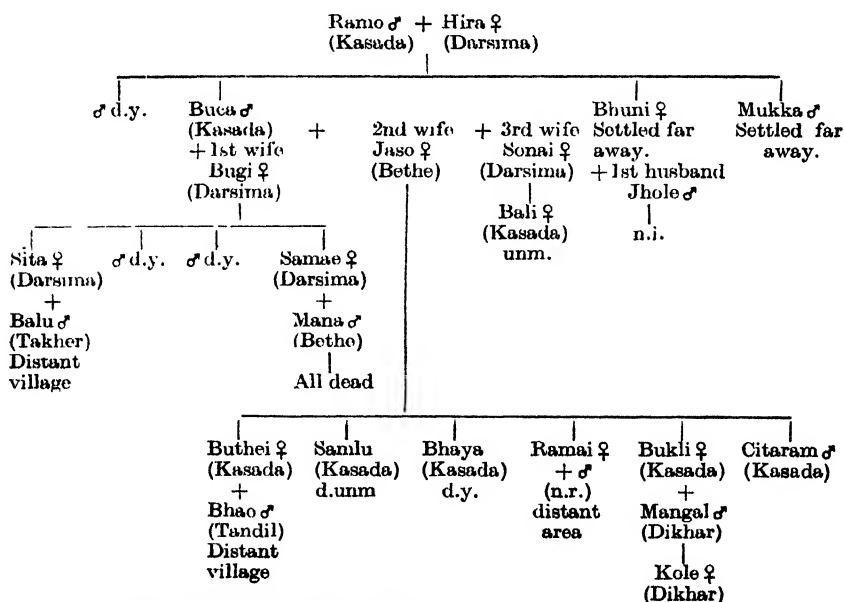 Ramo ♂ + Hira ♀
(Kasada) (Darsima)
♂ d.y. Buca ♂ Bhuni ♀ Mukka ♂
(Kasada) + 2nd wife + 3rd wife Settled far Settled far
+ 1st wife Jaso ♀ Sonai ♀ away. away.
Bugi ♀ (Bethe) (Darsima) + 1st husband
(Darsima) Jhole ♂
Bali ♀
(Kasada) n.i.
unm.
Sita ♀ ♂ d.y. ♂ d.y. Samae ♀
(Darsima) (Darsima)
+ +
Balu ♂ Mana ♂
(Takher) (Bethe)
Distant
village All dead
Buthei ♀ Samlu Bhaya Ramai ♀ Bukli ♀ Citaram ♂
(Kasada) (Kasada) (Kasada) + ♂ (Kasada) (Kasada)
+ d.unm d.y. (n.r.) +
Bhao ♂ distant Mangal ♂
(Tandil) area (Dikhar)
Distant
village Kole ♀
(Dikhar)